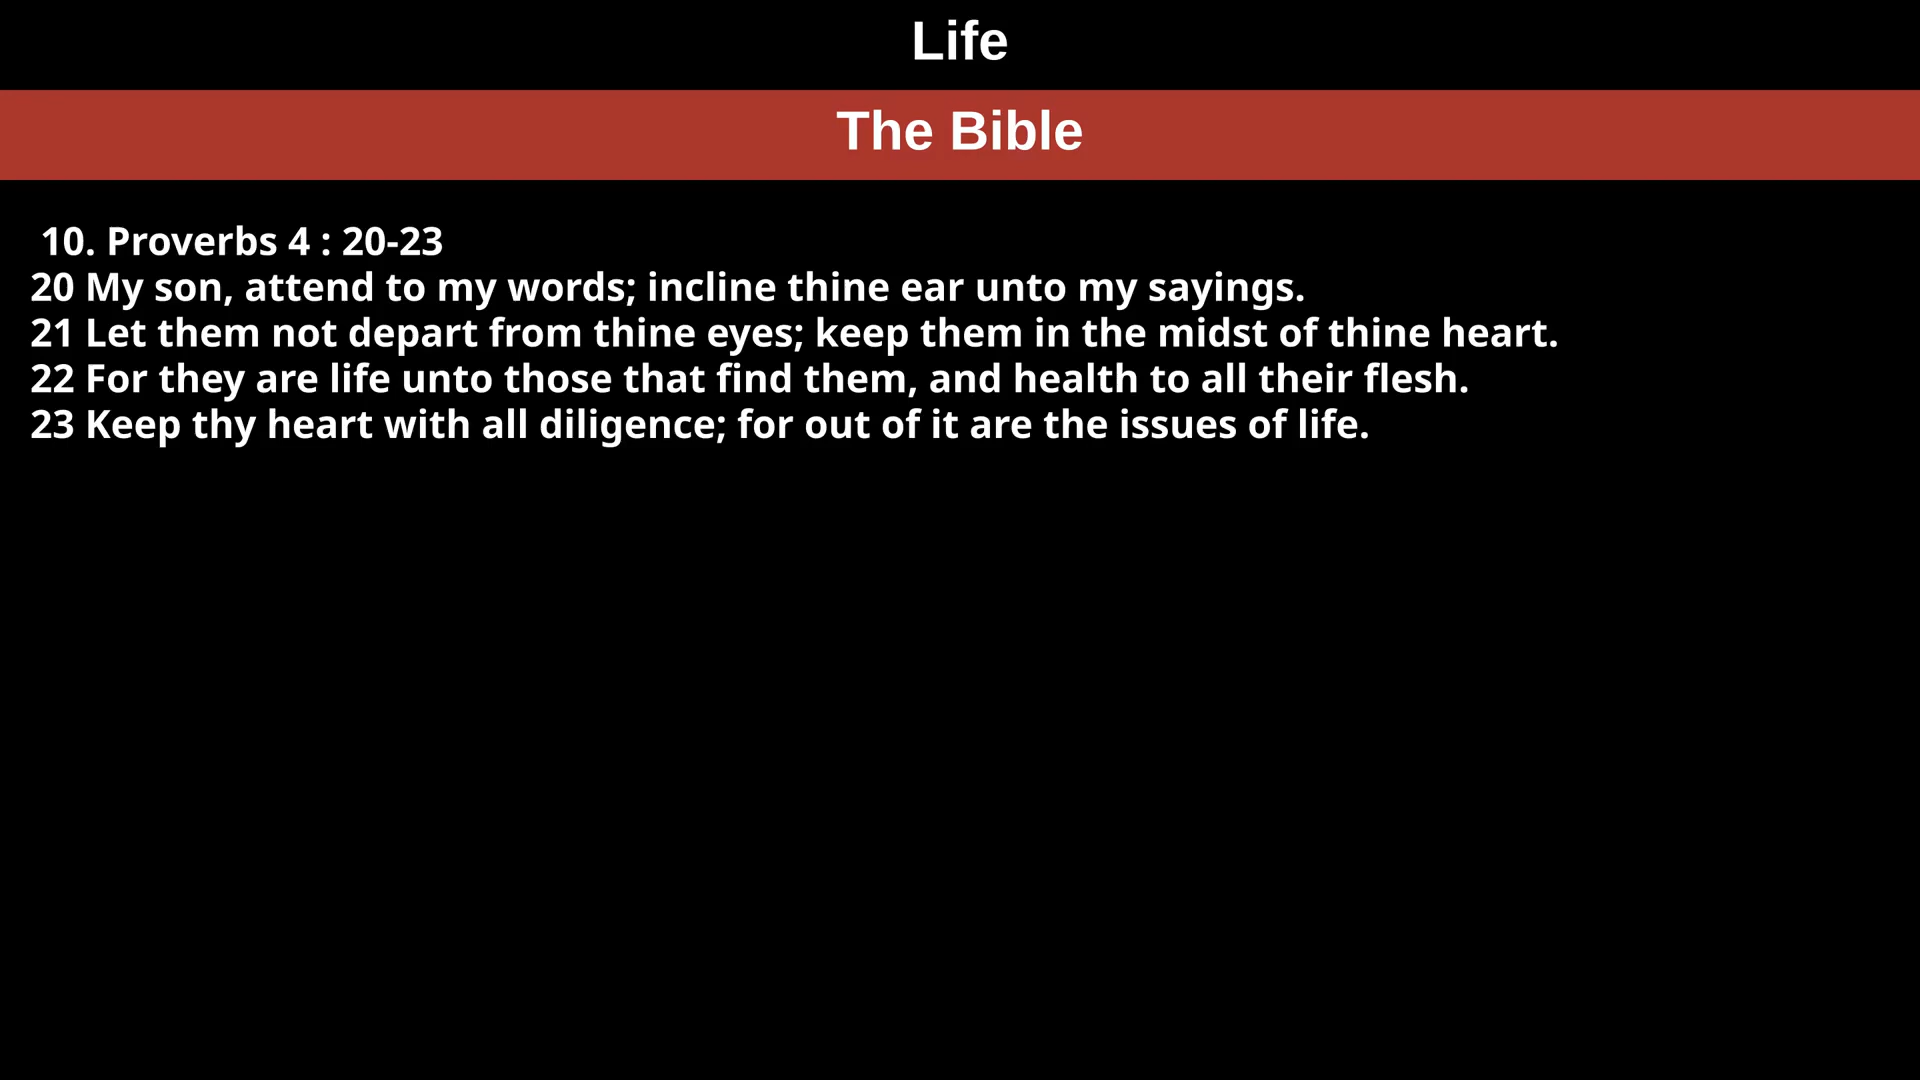 Life
The Bible
10. Proverbs 4 : 20-23
20 My son, attend to my words; incline thine ear unto my sayings.
21 Let them not depart from thine eyes; keep them in the midst of thine heart.
22 For they are life unto those that find them, and health to all their flesh.
23 Keep thy heart with all diligence; for out of it are the issues of life.